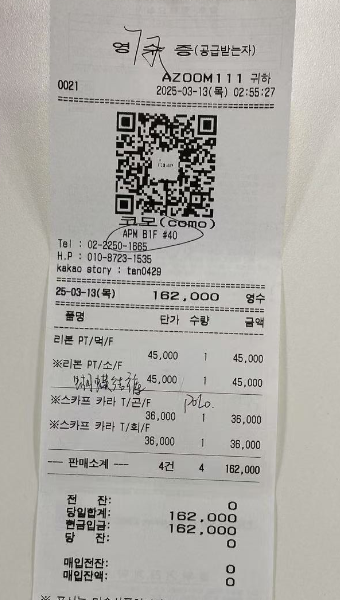 영 수 증(공급받는자)
AZOOM111 귀하
0021 2025-03-13(목) 02:55:27
코모(como)
APM B1F #40
Tel : 02-2250-1665
H.P : 010-8723-1535
kakao story : tan0429
25-03-13(목) 162,000 영수
품명 단가 수량 금액
리본 PT/먹/F
45,000 1 45,000
※리본 PT/소/F
45,000 1 45,000
※스카프 카라 T/곤/F polo.
36,000 1 36,000
※스카프 카라 T/회/F
36,000 1 36,000
---- 판매소계 ---- 4건 4 162,000
전 잔: 0
당일합계: 162,000
현금입금: 162,000
당 잔: 0
매입전잔: 0
매입잔액: 0